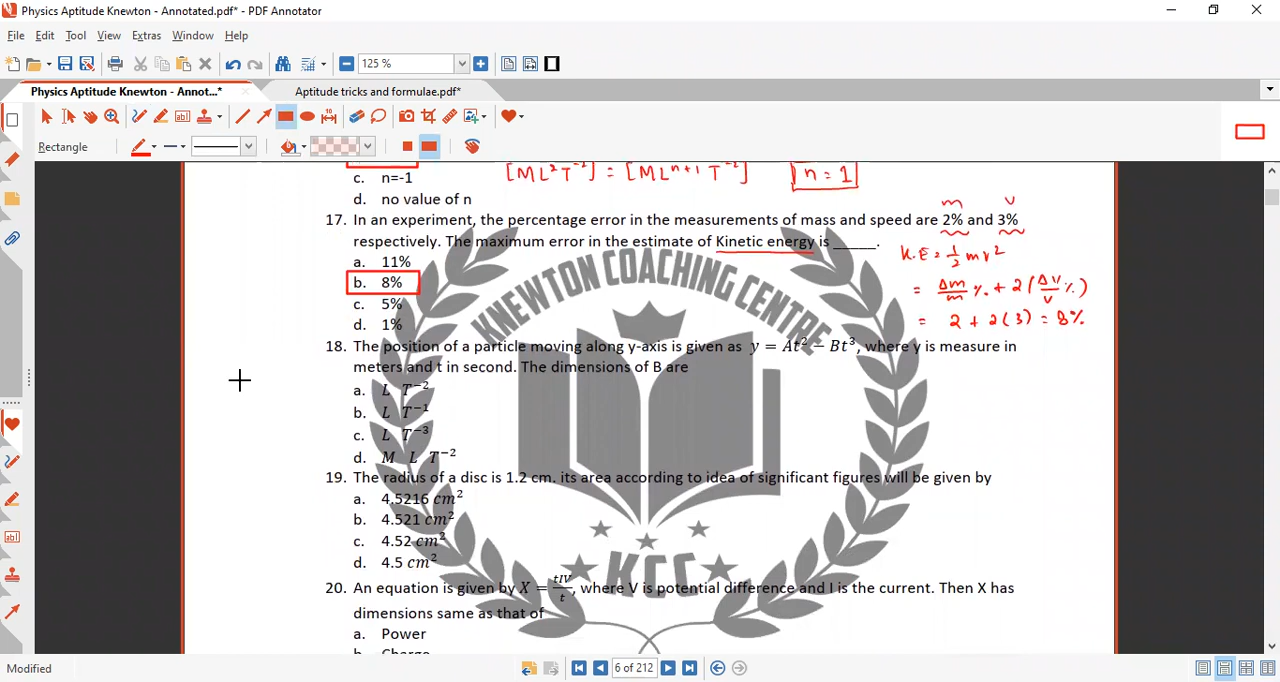 Physics Aptitude Knewton - Annotated.pdf* - PDF Annotator
File Edit Tool View Extras Window Help
125 %
Physics Aptitude Knewton - Annot...*
Aptitude tricks and formulae.pdf*
Rectangle
[ML²T⁻²] = [MLⁿ⁺¹ T⁻²] n = 1
c. n=-1
d. no value of n
m v
17. In an experiment, the percentage error in the measurements of mass and speed are 2% and 3%
respectively. The maximum error in the estimate of Kinetic energy is _____.
K.E = 1/2 mv²
a. 11%
b. 8%
= Δm/m %. + 2(Δv/v %)
c. 5%
= 2 + 2(3) = 8%
d. 1%
KNEWTON COACHING CENTRE
18. The position of a particle moving along y-axis is given as y = At² − Bt³, where y is measure in
meters and t in second. The dimensions of B are
a. L T⁻²
b. L T⁻¹
c. L T⁻³
d. M L T⁻²
19. The radius of a disc is 1.2 cm. its area according to idea of significant figures will be given by
a. 4.5216 cm²
b. 4.521 cm²
c. 4.52 cm²
d. 4.5 cm²
KCC
20. An equation is given by X = tIV/t, where V is potential difference and I is the current. Then X has
dimensions same as that of
a. Power
b. Charge
Modified
6 of 212